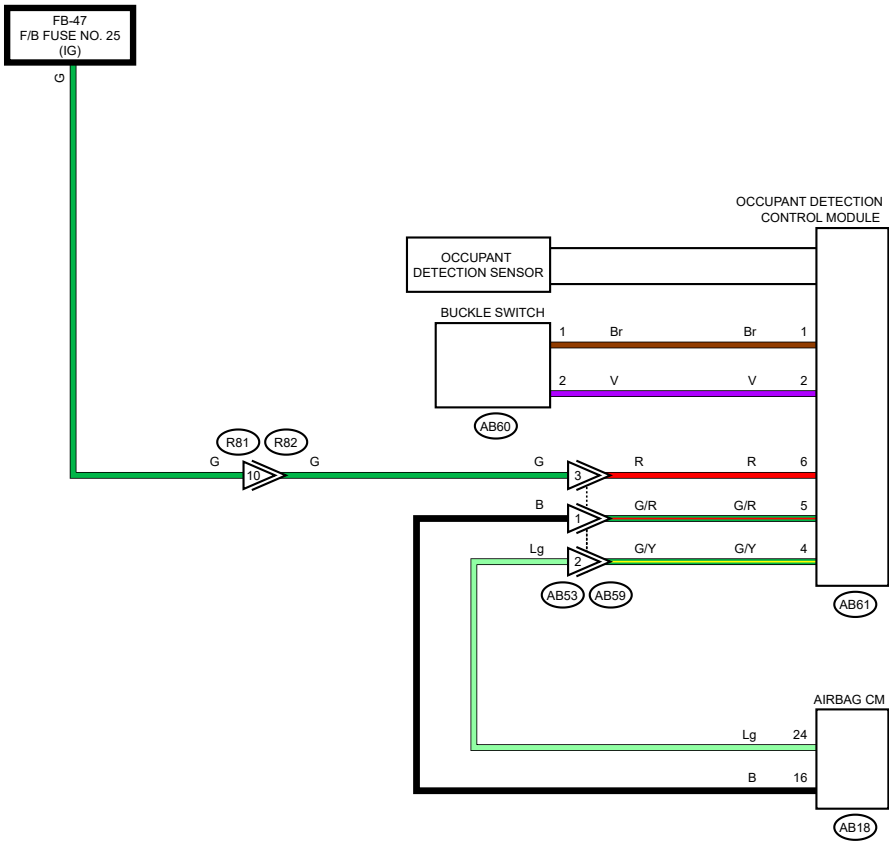 FB-47
F/B FUSE NO. 25
(IG)
G
OCCUPANT DETECTION
CONTROL MODULE
OCCUPANT
DETECTION SENSOR
BUCKLE SWITCH
1 Br Br 1
2 V V 2
AB60
R81 R82
G 10 G G 3 R R 6
B 1 G/R G/R 5
Lg 2 G/Y G/Y 4
AB53 AB59
AB61
AIRBAG CM
Lg 24
B 16
AB18